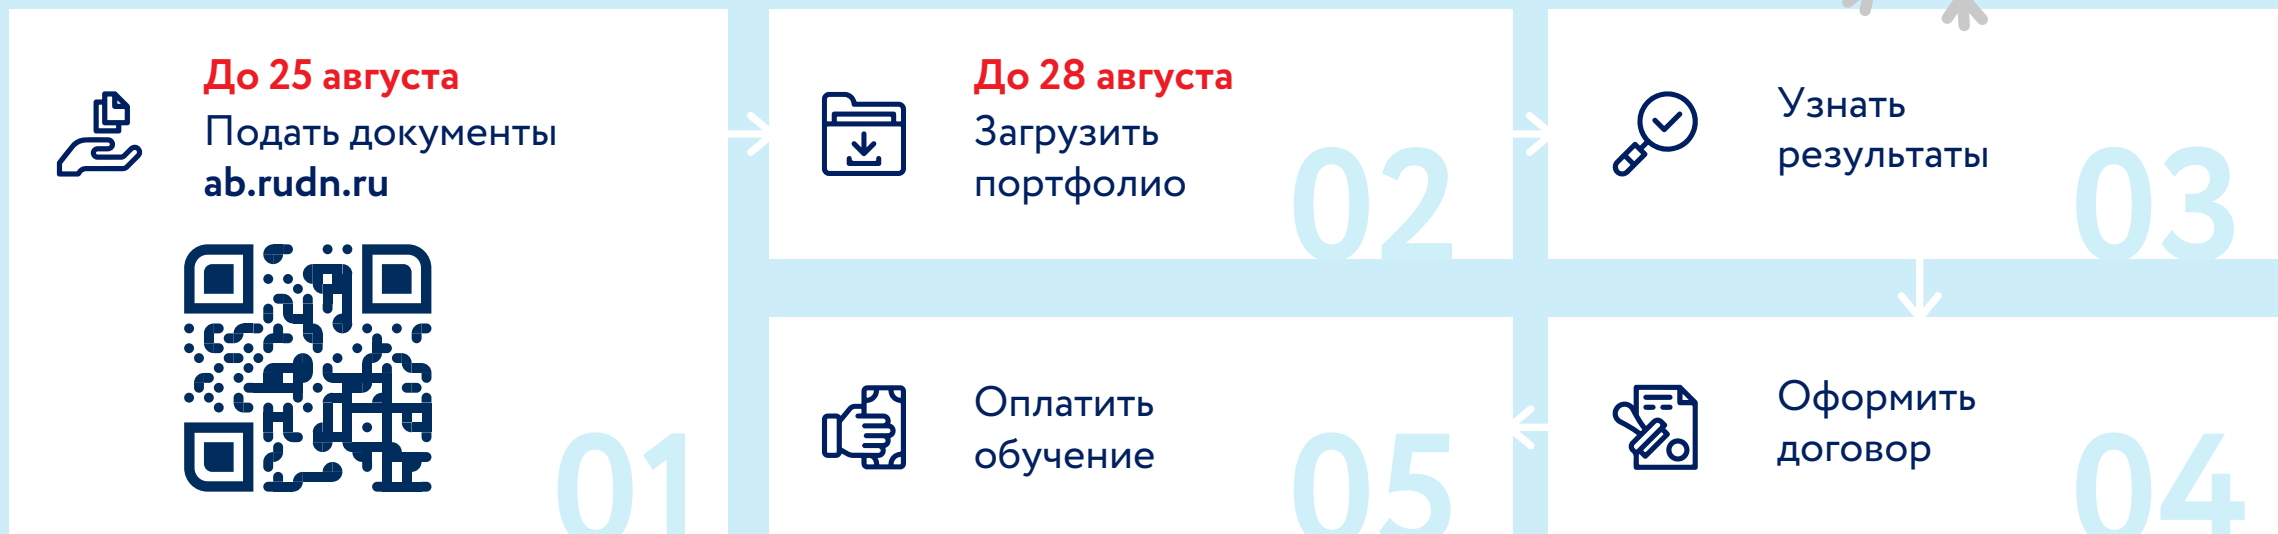 До 25 августа
Подать документы
ab.rudn.ru
01
До 28 августа
Загрузить
портфолио
02
Узнать
результаты
03
Оформить
договор
04
Оплатить
обучение
05